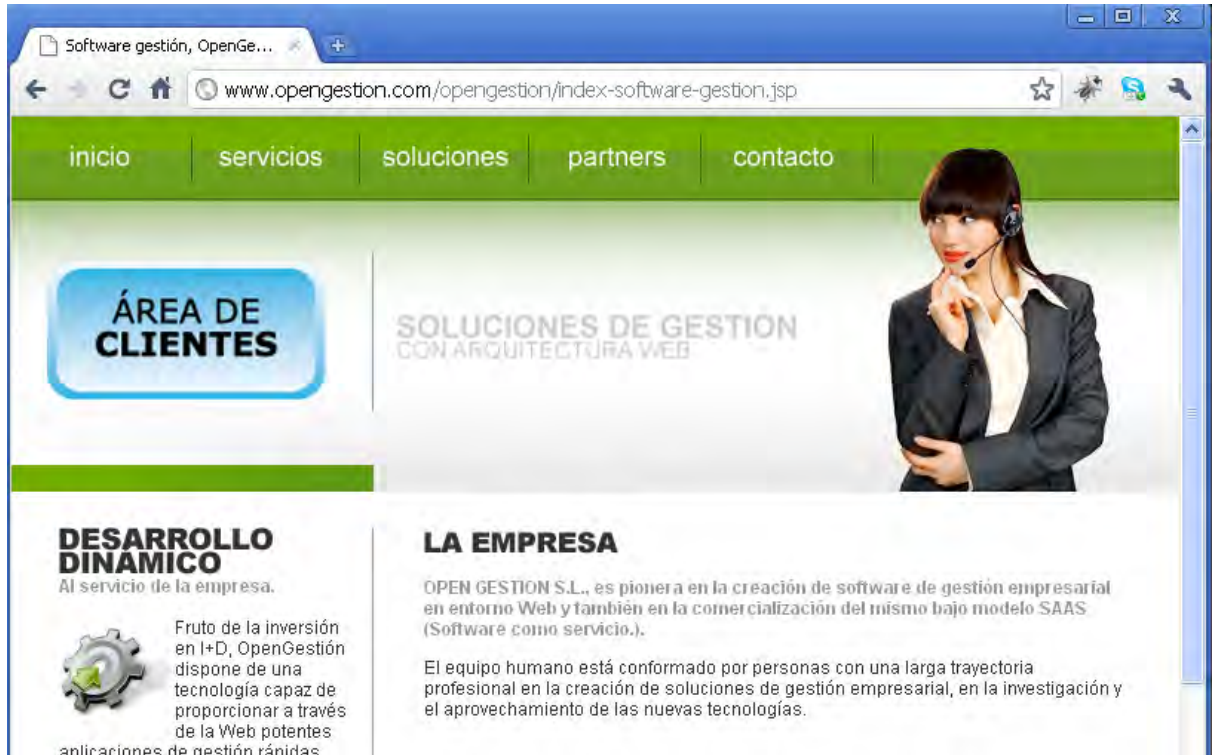 Software gestión, OpenGe...
www.opengestion.com/opengestion/index-software-gestion.jsp
inicio servicios soluciones partners contacto
ÁREA DE
CLIENTES
SOLUCIONES DE GESTION
CON ARQUITECTURA WEB
DESARROLLO
DINAMICO
Al servicio de la empresa.
Fruto de la inversión
en I+D, OpenGestión
dispone de una
tecnología capaz de
proporcionar a través
de la Web potentes
aplicaciones de gestión rápidas
LA EMPRESA
OPEN GESTION S.L., es pionera en la creación de software de gestión empresarial
en entorno Web y también en la comercialización del mismo bajo modelo SAAS
(Software como servicio.).
El equipo humano está conformado por personas con una larga trayectoria
profesional en la creación de soluciones de gestión empresarial, en la investigación y
el aprovechamiento de las nuevas tecnologías.